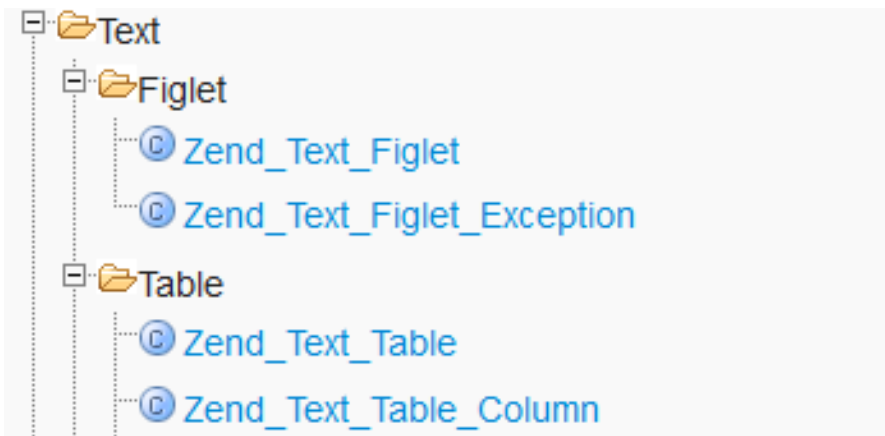 Text
Figlet
Zend_Text_Figlet
Zend_Text_Figlet_Exception
Table
Zend_Text_Table
Zend_Text_Table_Column